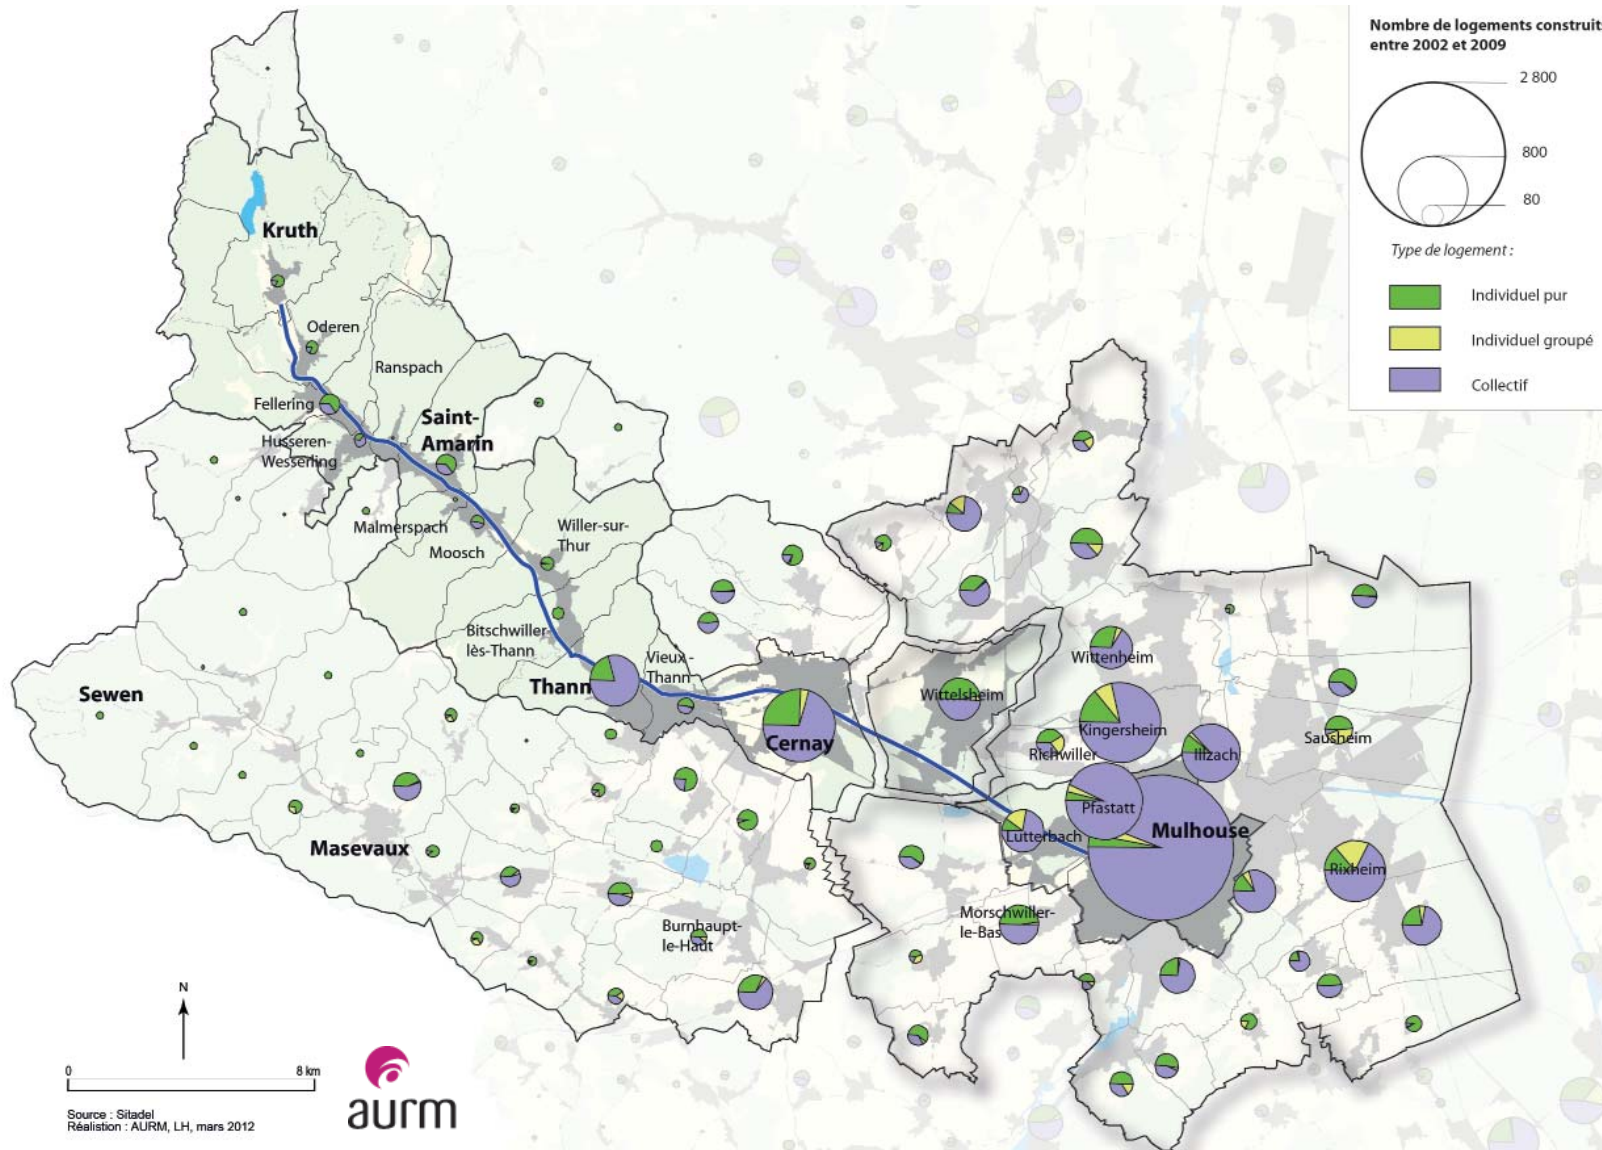 Nombre de logements construits
entre 2002 et 2009
2 800
800
80
Type de logement :
Individuel pur
Individuel groupé
Collectif
Kruth
Oderen
Ranspach
Fellering
Saint-
Amarin
Husseren-
Wesserling
Malmerspach
Moosch
Willer-sur-
Thur
Bitschwiller-
lès-Thann
Vieux-
Thann
Thann
Sewen
Cernay
Wittelsheim
Wittenheim
Kingersheim
Richwiller
Illzach
Sausheim
Pfastatt
Lutterbach
Mulhouse
Rixheim
Masevaux
Burnhaupt-
le-Haut
Morschwiller-
le-Bas
N
0
8 km
Source : Sitadel
Réalistion : AURM, LH, mars 2012
aurm